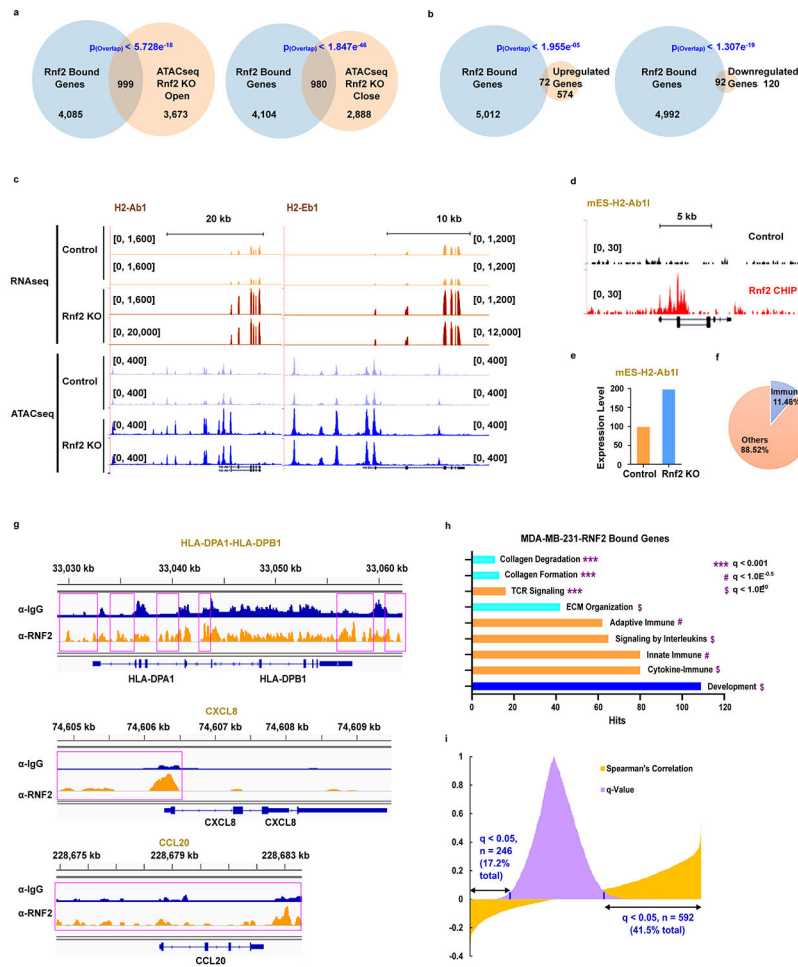 a
p(Overlap) < 5.728e-18
Rnf2 Bound
Genes
4,085
999
ATACseq
Rnf2 KO
Open
3,673
p(Overlap) < 1.847e-46
Rnf2 Bound
Genes
4,104
980
ATACseq
Rnf2 KO
Close
2,888
b
p(Overlap) < 1.955e-05
Rnf2 Bound
Genes
5,012
72
Upregulated
Genes
574
p(Overlap) < 1.307e-19
Rnf2 Bound
Genes
4,992
92
Downregulated
Genes 120
c
H2-Ab1
H2-Eb1
20 kb
10 kb
RNAseq
Control
[0, 1,600]
[0, 1,200]
[0, 1,600]
[0, 1,200]
Rnf2 KO
[0, 1,600]
[0, 1,200]
[0, 20,000]
[0, 12,000]
ATACseq
Control
[0, 400]
[0, 400]
[0, 400]
[0, 400]
Rnf2 KO
[0, 400]
[0, 400]
[0, 400]
[0, 400]
d
mES-H2-Ab1I
5 kb
Control
[0, 30]
[0, 30]
Rnf2 CHIP
e
mES-H2-Ab1I
Expression Level
200
150
100
50
0
Control
Rnf2 KO
f
Immun
11.48%
Others
88.52%
g
HLA-DPA1-HLA-DPB1
33,030 kb
33,040 kb
33,050 kb
33,060 kb
α-IgG
α-RNF2
HLA-DPA1
HLA-DPB1
CXCL8
74,605 kb
74,606 kb
74,607 kb
74,608 kb
74,609 kb
α-IgG
α-RNF2
CXCL8
CXCL8
CCL20
228,675 kb
228,679 kb
228,683 kb
α-IgG
α-RNF2
CCL20
h
MDA-MB-231-RNF2 Bound Genes
Collagen Degradation ***
Collagen Formation ***
TCR Signaling ***
ECM Organization $
Adaptive Immune #
Signaling by Interleukins $
Innate Immune #
Cytokine-Immune $
Development $
*** q < 0.001
# q < 1.0E-0.5
$ q < 1.0E-10
0
20
40
60
80
100
120
Hits
i
1
0.8
0.6
0.4
0.2
0
-0.2
-0.4
Spearman's Correlation
q-Value
q < 0.05,
n = 246
(17.2%
total)
q < 0.05, n = 592
(41.5% total)